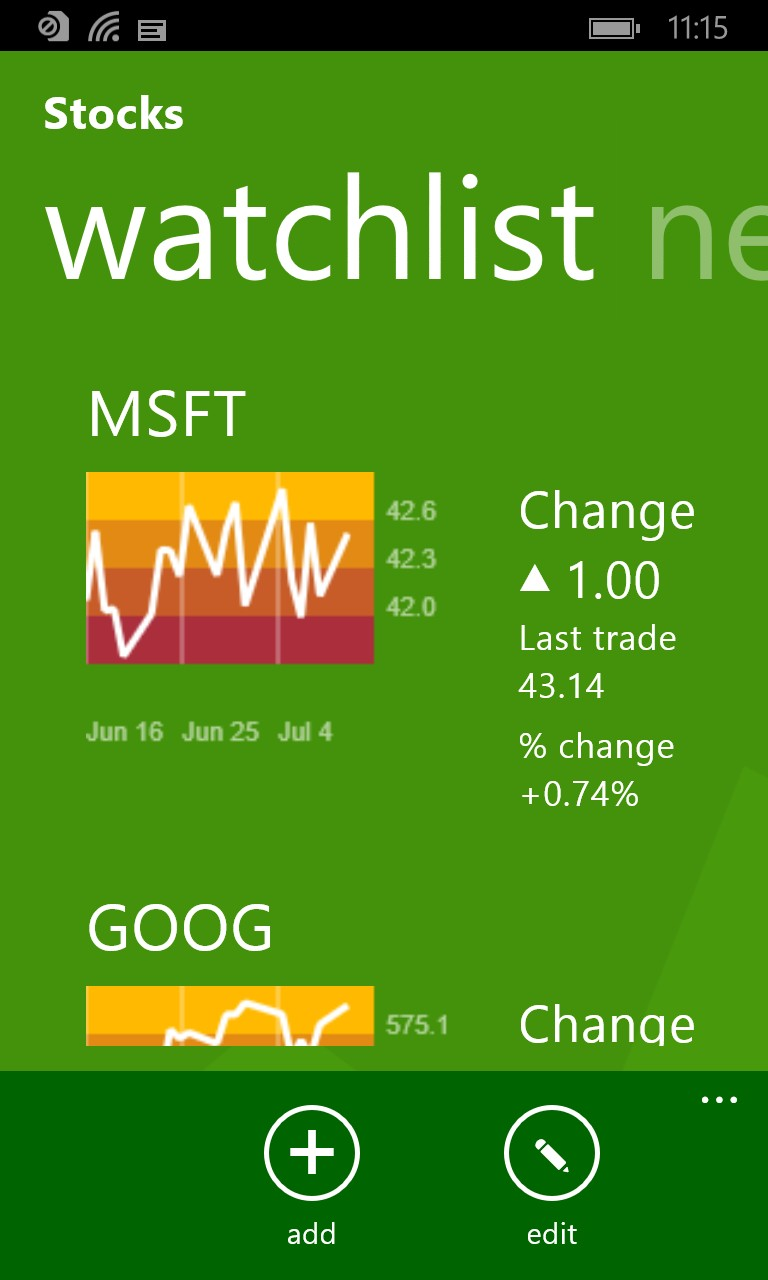 11:15
Stocks
watchlist ne
MSFT
42.6
42.3
42.0
Jun 16 Jun 25 Jul 4
Change
▲ 1.00
Last trade
43.14
% change
+0.74%
GOOG
575.1
Change
...
add
edit